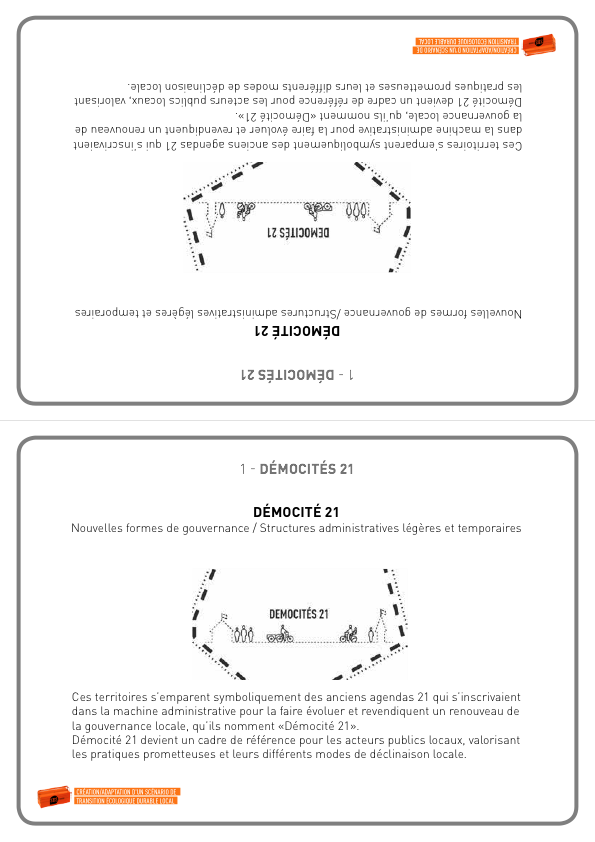 CRÉATION/ADAPTATION D'UN SCÉNARIO DE
TRANSITION ÉCOLOGIQUE DURABLE LOCAL
Ces territoires s'emparent symboliquement des anciens agendas 21 qui s'inscrivaient
dans la machine administrative pour la faire évoluer et revendiquent un renouveau de
la gouvernance locale, qu'ils nomment «Démocité 21».
Démocité 21 devient un cadre de référence pour les acteurs publics locaux, valorisant
les pratiques prometteuses et leurs différents modes de déclinaison locale.
DEMOCITÉS 21
Nouvelles formes de gouvernance /Structures administratives légères et temporaires
DÉMOCITÉ 21
1 - DÉMOCITÉS 21
1 - DÉMOCITÉS 21
DÉMOCITÉ 21
Nouvelles formes de gouvernance / Structures administratives légères et temporaires
DEMOCITÉS 21
Ces territoires s'emparent symboliquement des anciens agendas 21 qui s'inscrivaient
dans la machine administrative pour la faire évoluer et revendiquent un renouveau de
la gouvernance locale, qu'ils nomment «Démocité 21».
Démocité 21 devient un cadre de référence pour les acteurs publics locaux, valorisant
les pratiques prometteuses et leurs différents modes de déclinaison locale.
CRÉATION/ADAPTATION D'UN SCÉNARIO DE
TRANSITION ÉCOLOGIQUE DURABLE LOCAL